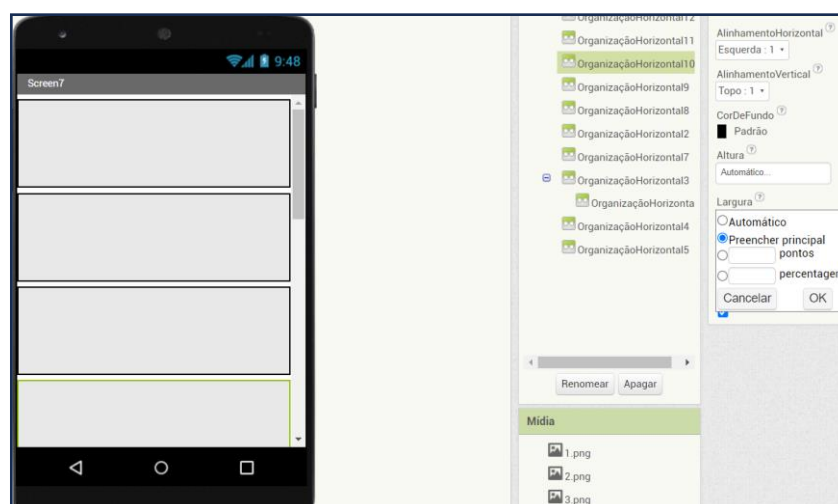 9:48
Screen7
OrganizaçãoHorizontal12
OrganizaçãoHorizontal11
OrganizaçãoHorizontal10
OrganizaçãoHorizontal9
OrganizaçãoHorizontal8
OrganizaçãoHorizontal2
OrganizaçãoHorizontal7
OrganizaçãoHorizontal3
OrganizaçãoHorizonta
OrganizaçãoHorizontal4
OrganizaçãoHorizontal5
Renomear Apagar
Mídia
1.png
2.png
3.png
AlinhamentoHorizontal ?
Esquerda : 1
AlinhamentoVertical ?
Topo : 1
CorDeFundo ?
Padrão
Altura ?
Automático...
Largura ?
Automático
Preencher principal
pontos
percentagem
Cancelar OK